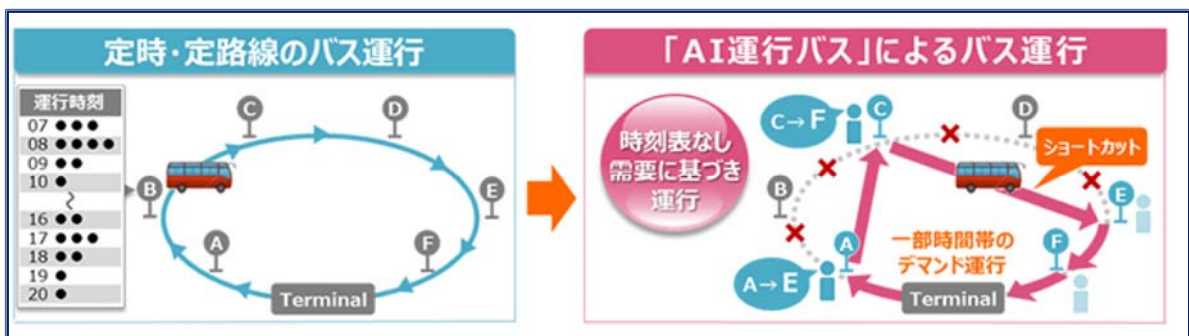 定時・定路線のバス運行
運行時刻
07 ●●●
08 ●●●●
09 ●●
10 ●
～
16 ●●
17 ●●●
18 ●●
19 ●
20 ●
C
D
B
E
A
F
Terminal
「AI運行バス」によるバス運行
時刻表なし
需要に基づき
運行
C→F
C
D
ショートカット
B
E
A
F
一部時間帯の
デマンド運行
A→E
Terminal